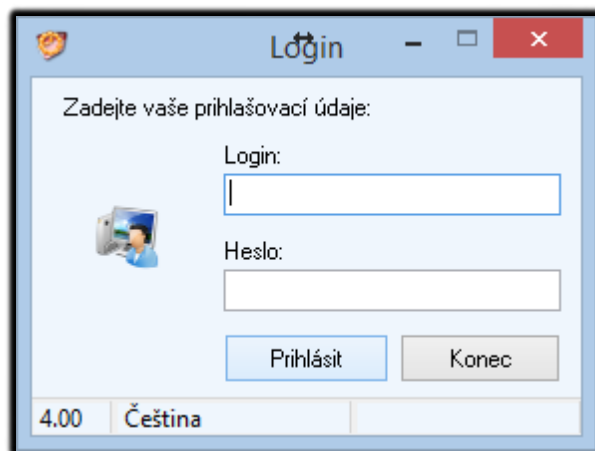 Login
Zadejte vaše prihlašovací údaje:
Login:
Heslo:
Prihlásit Konec
4.00 Čeština